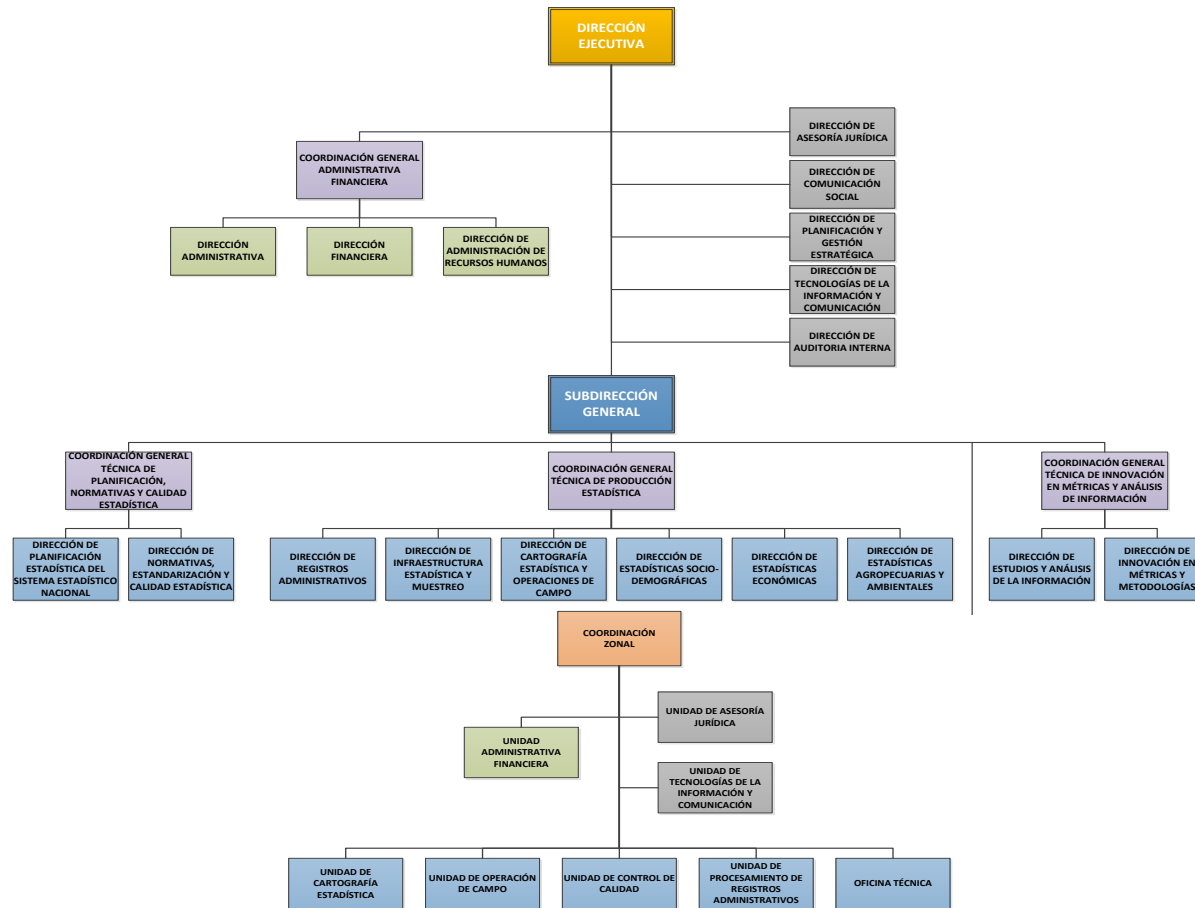 DIRECCIÓN
EJECUTIVA
DIRECCIÓN DE
ASESORÍA JURÍDICA
COORDINACIÓN GENERAL
ADMINISTRATIVA
FINANCIERA
DIRECCIÓN DE
COMUNICACIÓN
SOCIAL
DIRECCIÓN
ADMINISTRATIVA
DIRECCIÓN
FINANCIERA
DIRECCIÓN DE
ADMINISTRACIÓN DE
RECURSOS HUMANOS
DIRECCIÓN DE
PLANIFICACIÓN Y
GESTIÓN
ESTRATÉGICA
DIRECCIÓN DE
TECNOLOGÍAS DE LA
INFORMACIÓN Y
COMUNICACIÓN
DIRECCIÓN DE
AUDITORIA INTERNA
SUBDIRECCIÓN
GENERAL
COORDINACIÓN GENERAL
TÉCNICA DE
PLANIFICACIÓN,
NORMATIVAS Y CALIDAD
ESTADÍSTICA
COORDINACIÓN GENERAL
TÉCNICA DE PRODUCCIÓN
ESTADÍSTICA
COORDINACIÓN GENERAL
TÉCNICA DE INNOVACIÓN
EN MÉTRICAS Y ANÁLISIS
DE INFORMACIÓN
DIRECCIÓN DE
PLANIFICACIÓN
ESTADÍSTICA DEL
SISTEMA ESTADÍSTICO
NACIONAL
DIRECCIÓN DE
NORMATIVAS,
ESTANDARIZACIÓN Y
CALIDAD ESTADÍSTICA
DIRECCIÓN DE
REGISTROS
ADMINISTRATIVOS
DIRECCIÓN DE
INFRAESTRUCTURA
ESTADÍSTICA Y
MUESTREO
DIRECCIÓN DE
CARTOGRAFÍA
ESTADÍSTICA Y
OPERACIONES DE
CAMPO
DIRECCIÓN DE
ESTADÍSTICAS SOCIO-
DEMOGRÁFICAS
DIRECCIÓN DE
ESTADÍSTICAS
ECONÓMICAS
DIRECCIÓN DE
ESTADÍSTICAS
AGROPECUARIAS Y
AMBIENTALES
DIRECCIÓN DE
ESTUDIOS Y ANÁLISIS
DE LA INFORMACIÓN
DIRECCIÓN DE
INNOVACIÓN EN
MÉTRICAS Y
METODOLOGÍAS
COORDINACIÓN
ZONAL
UNIDAD DE ASESORÍA
JURÍDICA
UNIDAD
ADMINISTRATIVA
FINANCIERA
UNIDAD DE
TECNOLOGÍAS DE LA
INFORMACIÓN Y
COMUNICACIÓN
UNIDAD DE
CARTOGRAFÍA
ESTADÍSTICA
UNIDAD DE OPERACIÓN
DE CAMPO
UNIDAD DE CONTROL DE
CALIDAD
UNIDAD DE
PROCESAMIENTO DE
REGISTROS
ADMINISTRATIVOS
OFICINA TÉCNICA